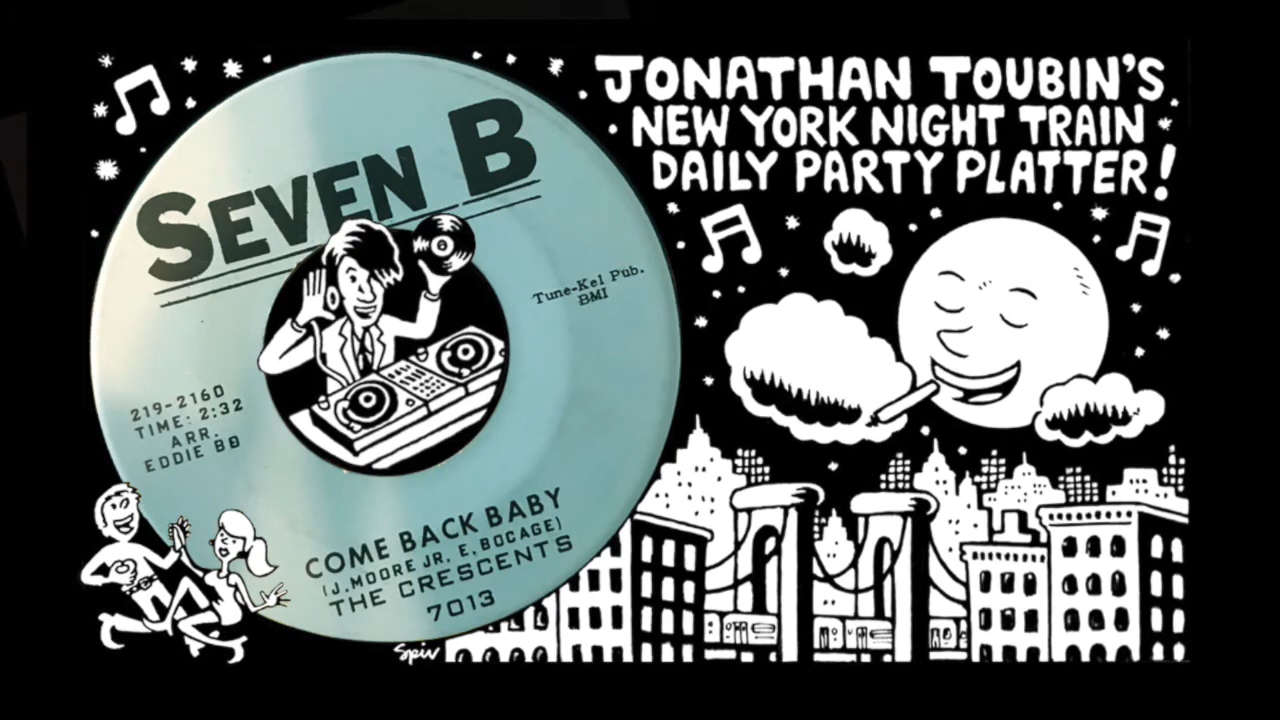 JONATHAN TOUBIN'S
NEW YORK NIGHT TRAIN
DAILY PARTY PLATTER!
SEVEN B
Tune-Kel Pub.
BMI
219-2160
TIME: 2:32
ARR.
EDDIE BO
COME BACK BABY
(J. MOORE JR. E. BOCAGE)
THE CRESCENTS
7013
Spiv